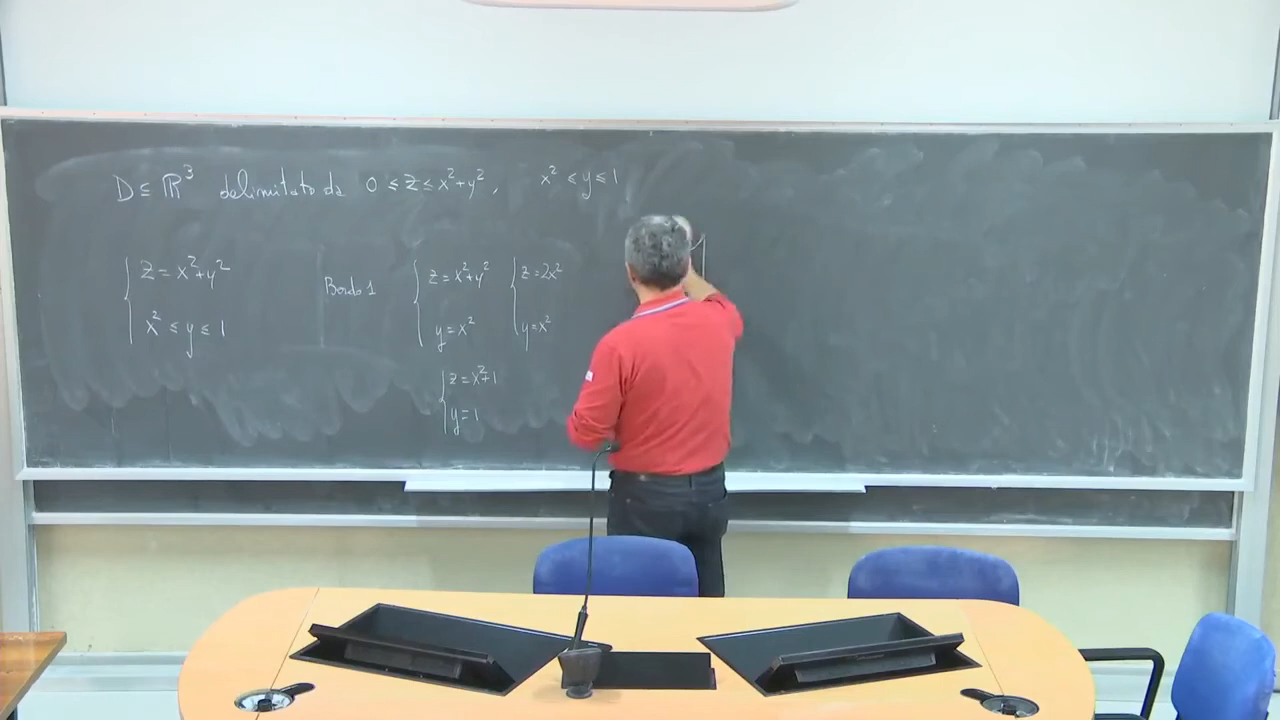 D ⊆ ℝ³ delimitato da 0 ≤ z ≤ x²+y², x² ≤ y ≤ 1
{ z = x²+y²
x² ≤ y ≤ 1
Bordo 1
{ z = x²+y²
y = x²
{ z = 2x²
y = x²
{ z = x²+1
y = 1